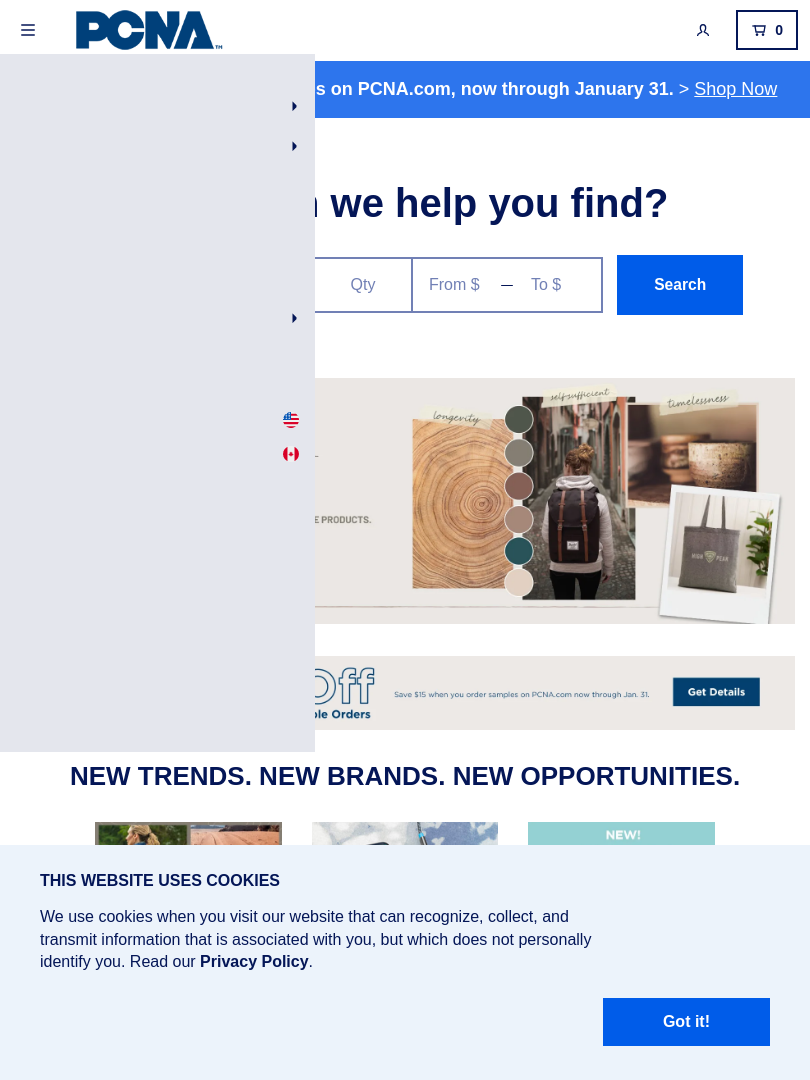 PCNA™
0
s on PCNA.com, now through January 31. > Shop Now
we help you find?
Qty
From $ — To $
Search
longevity
self sufficient
timelessness
E PRODUCTS.
HIGH PEAK
Off
ple Orders
Save $15 when you order samples on PCNA.com now through Jan. 31.
Get Details
NEW TRENDS. NEW BRANDS. NEW OPPORTUNITIES.
NEW!
THIS WEBSITE USES COOKIES
We use cookies when you visit our website that can recognize, collect, and
transmit information that is associated with you, but which does not personally
identify you. Read our Privacy Policy.
Got it!